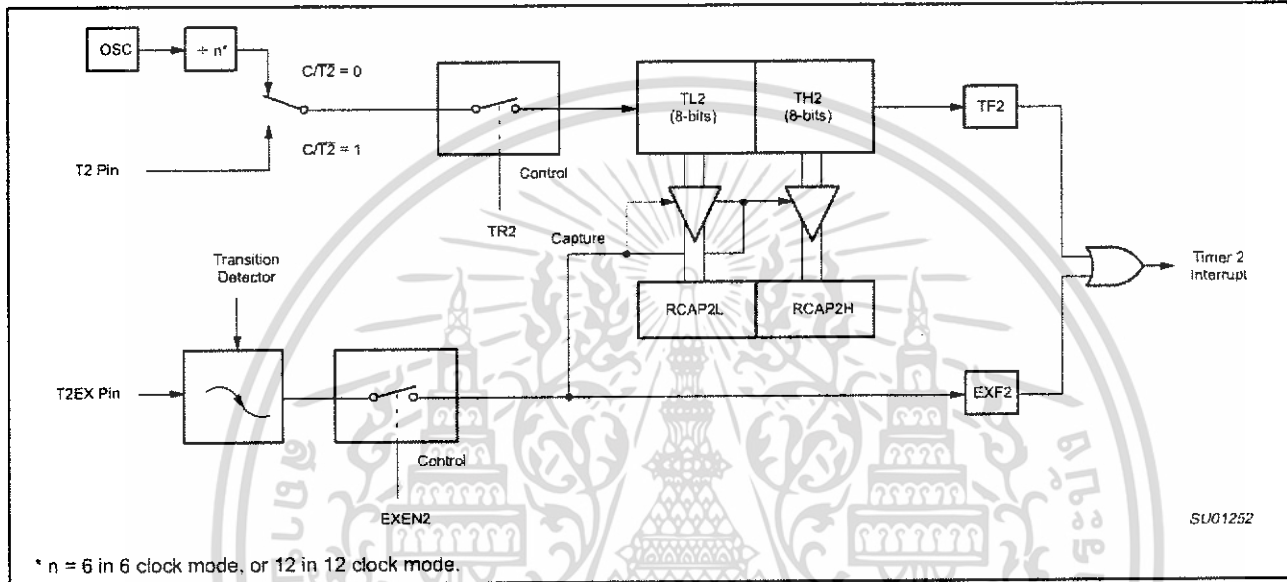 OSC
÷ n*
C/T̅2̅ = 0
C/T̅2̅ = 1
T2 Pin
Control
TR2
TL2
(8-bits)
TH2
(8-bits)
TF2
Capture
Transition
Detector
RCAP2L
RCAP2H
Timer 2
Interrupt
T2EX Pin
Control
EXEN2
EXF2
SU01252
* n = 6 in 6 clock mode, or 12 in 12 clock mode.